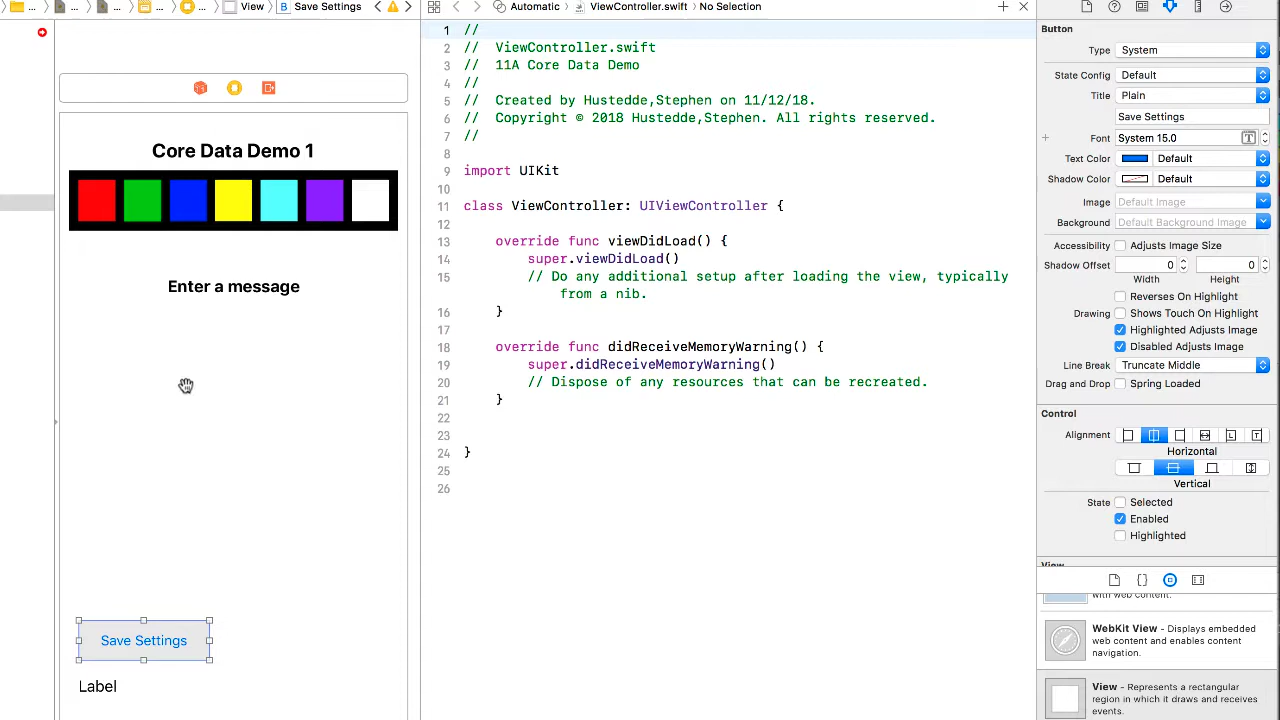 View
B Save Settings
Automatic
ViewController.swift
No Selection
Core Data Demo 1
Enter a message
Save Settings
Label
1 //
2 //  ViewController.swift
3 //  11A Core Data Demo
4 //
5 //  Created by Hustedde,Stephen on 11/12/18.
6 //  Copyright © 2018 Hustedde,Stephen. All rights reserved.
7 //
8
9 import UIKit
10
11 class ViewController: UIViewController {
12
13     override func viewDidLoad() {
14         super.viewDidLoad()
15         // Do any additional setup after loading the view, typically
            from a nib.
16     }
17
18     override func didReceiveMemoryWarning() {
19         super.didReceiveMemoryWarning()
20         // Dispose of any resources that can be recreated.
21     }
22
23
24 }
25
26
Button
Type System
State Config Default
Title Plain
Save Settings
Font System 15.0
Text Color Default
Shadow Color Default
Image Default Image
Background Default Background Image
Accessibility Adjusts Image Size
Shadow Offset 0 0
Width Height
Reverses On Highlight
Drawing Shows Touch On Highlight
Highlighted Adjusts Image
Disabled Adjusts Image
Line Break Truncate Middle
Drag and Drop Spring Loaded
Control
Alignment
Horizontal
Vertical
State Selected
Enabled
Highlighted
View
with web content.
WebKit View - Displays embedded
web content and enables content
navigation.
View - Represents a rectangular
region in which it draws and receives
events.